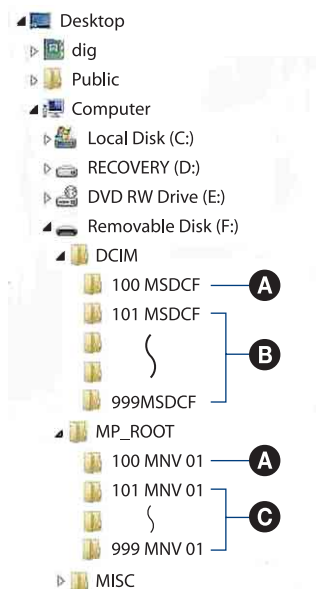 Desktop
dig
Public
Computer
Local Disk (C:)
RECOVERY (D:)
DVD RW Drive (E:)
Removable Disk (F:)
DCIM
100 MSDCF A
101 MSDCF
B
999MSDCF
MP_ROOT
100 MNV 01 A
101 MNV 01
C
999 MNV 01
MISC